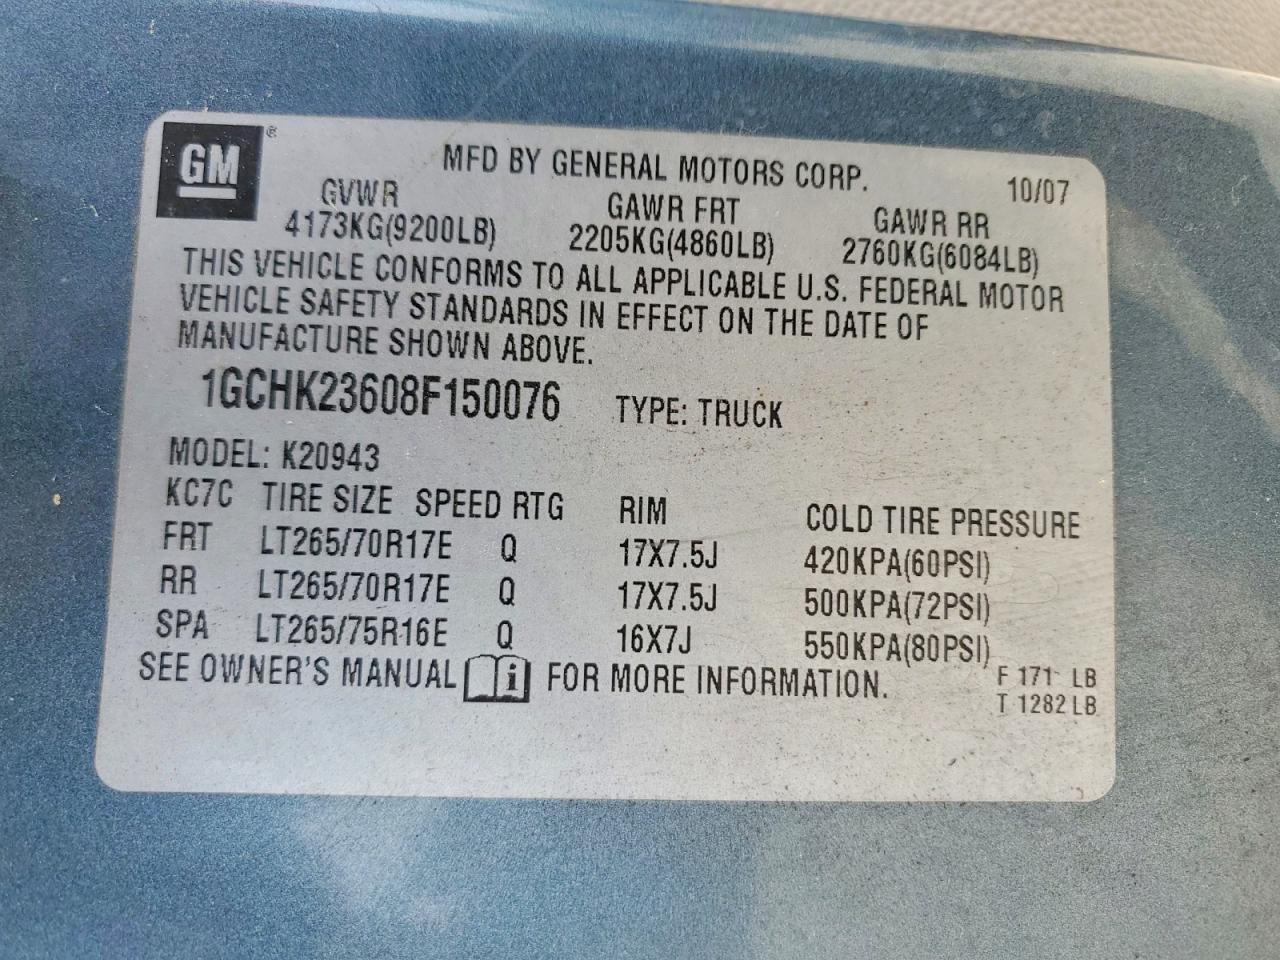 GM ®
MFD BY GENERAL MOTORS CORP. 10/07
GVWR GAWR FRT GAWR RR
4173KG(9200LB) 2205KG(4860LB) 2760KG(6084LB)
THIS VEHICLE CONFORMS TO ALL APPLICABLE U.S. FEDERAL MOTOR
VEHICLE SAFETY STANDARDS IN EFFECT ON THE DATE OF
MANUFACTURE SHOWN ABOVE.
1GCHK23608F150076 TYPE: TRUCK
MODEL: K20943
KC7C TIRE SIZE SPEED RTG RIM COLD TIRE PRESSURE
FRT LT265/70R17E Q 17X7.5J 420KPA(60PSI)
RR LT265/70R17E Q 17X7.5J 500KPA(72PSI)
SPA LT265/75R16E Q 16X7J 550KPA(80PSI)
SEE OWNER'S MANUAL i FOR MORE INFORMATION.
F 171 LB
T 1282 LB